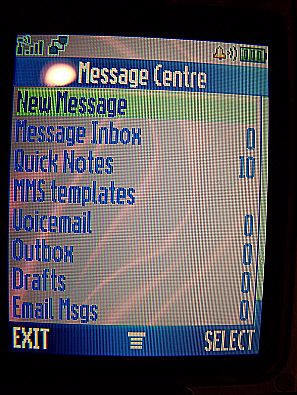 Message Centre
New Message
Message Inbox 0
Quick Notes 10
MMS templates
Voicemail 0
Outbox 0
Drafts 0
Email Msgs 0
EXIT SELECT